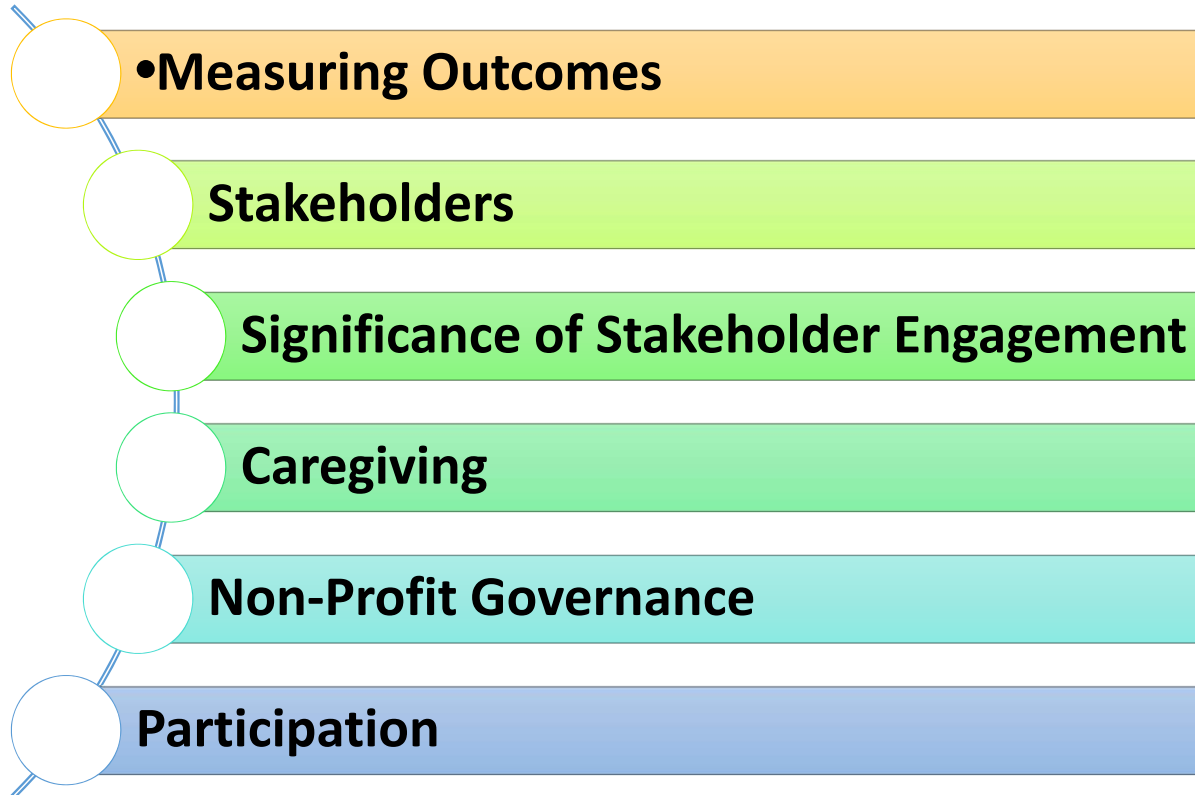 •Measuring Outcomes
Stakeholders
Significance of Stakeholder Engagement
Caregiving
Non-Profit Governance
Participation